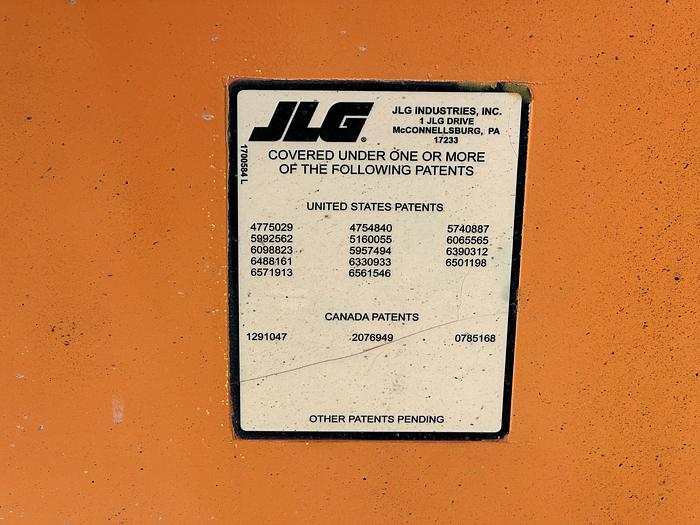 JLG®
JLG INDUSTRIES, INC.
1 JLG DRIVE
McCONNELLSBURG, PA
17233
1700584 L
COVERED UNDER ONE OR MORE
OF THE FOLLOWING PATENTS
UNITED STATES PATENTS
4775029 4754840 5740887
5992562 5160055 6065565
6098823 5957494 6390312
6488161 6330933 6501198
6571913 6561546
CANADA PATENTS
1291047 2076949 0785168
OTHER PATENTS PENDING